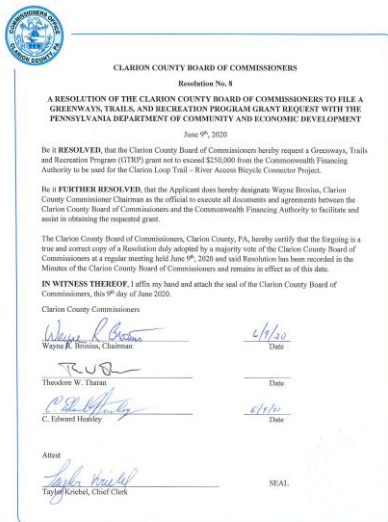 COMMISSIONERS OFFICE
CLARION COUNTY, PA
CLARION COUNTY BOARD OF COMMISSIONERS
Resolution No. 8
A RESOLUTION OF THE CLARION COUNTY BOARD OF COMMISSIONERS TO FILE A
GREENWAYS, TRAILS, AND RECREATION PROGRAM GRANT REQUEST WITH THE
PENNSYLVANIA DEPARTMENT OF COMMUNITY AND ECONOMIC DEVELOPMENT
June 9th, 2020
Be it RESOLVED, that the Clarion County Board of Commissioners hereby request a Greenways, Trails
and Recreation Program (GTRP) grant not to exceed $250,000 from the Commonwealth Financing
Authority to be used for the Clarion Loop Trail – River Access Bicycle Connector Project.
Be it FURTHER RESOLVED, that the Applicant does hereby designate Wayne Brosius, Clarion
County Commissioner Chairman as the official to execute all documents and agreements between the
Clarion County Board of Commissioners and the Commonwealth Financing Authority to facilitate and
assist in obtaining the requested grant.
The Clarion County Board of Commissioners, Clarion County, PA, hereby certify that the forgoing is a
true and correct copy of a Resolution duly adopted by a majority vote of the Clarion County Board of
Commissioners at a regular meeting held June 9th, 2020 and said Resolution has been recorded in the
Minutes of the Clarion County Board of Commissioners and remains in effect as of this date.
IN WITNESS THEREOF, I affix my hand and attach the seal of the Clarion County Board of
Commissioners, this 9th day of June 2020.
Clarion County Commissioners
Wayne R Brosius 6/9/20
Wayne R. Brosius, Chairman Date
Theodore W. Tharan Date
C. Edward Heasley 6/9/20
C. Edward Heasley Date
Attest
Taylor Kriebel SEAL
Taylor Kriebel, Chief Clerk